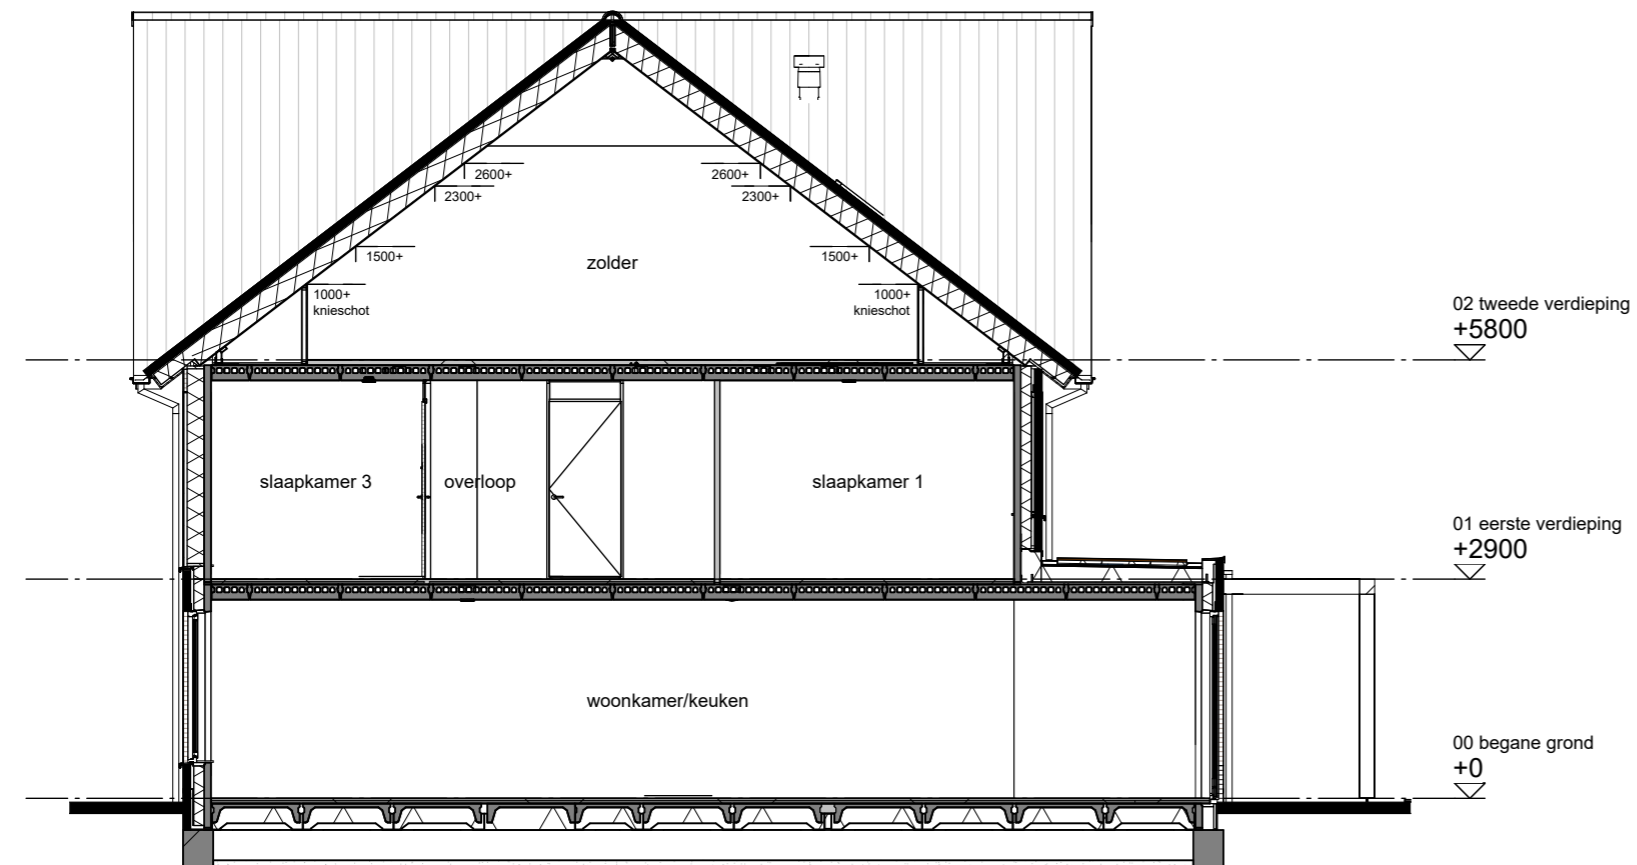 2600+
2600+
2300+
2300+
1500+
1500+
zolder
1000+
knieschot
1000+
knieschot
02 tweede verdieping
+5800
slaapkamer 3
overloop
slaapkamer 1
01 eerste verdieping
+2900
woonkamer/keuken
00 begane grond
+0